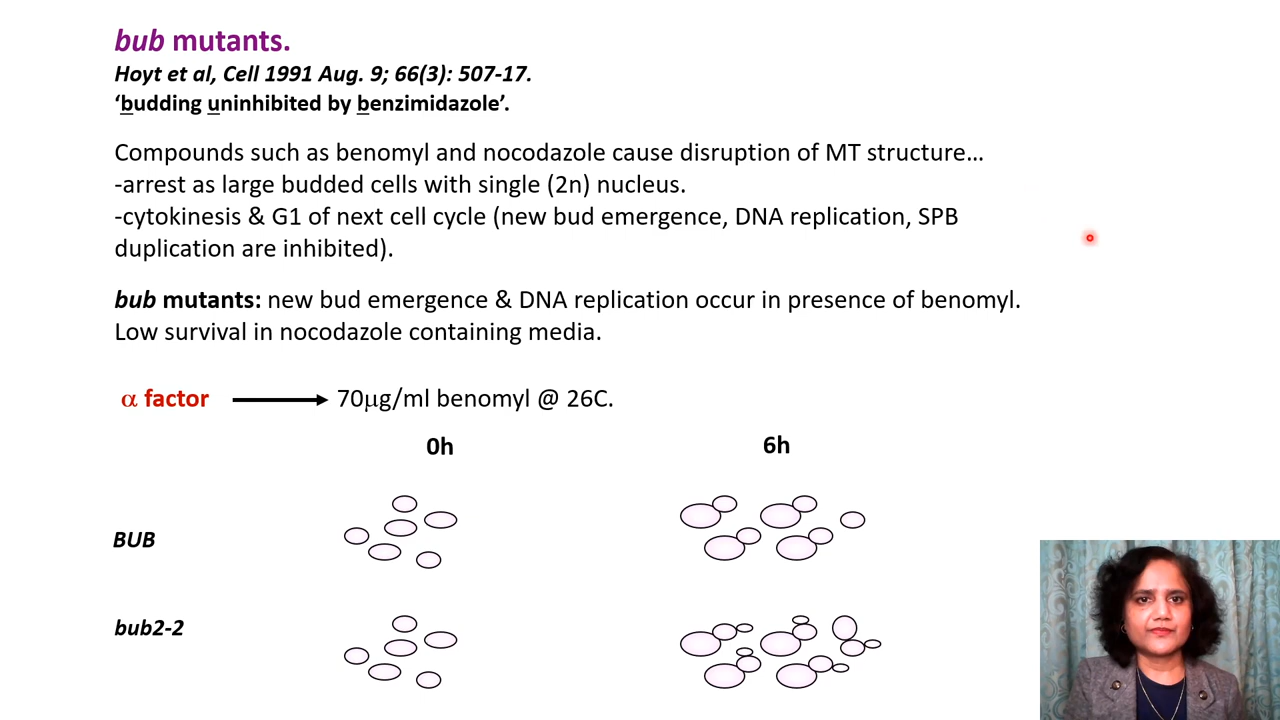 bub mutants.
Hoyt et al, Cell 1991 Aug. 9; 66(3): 507-17.
‘budding uninhibited by benzimidazole’.
Compounds such as benomyl and nocodazole cause disruption of MT structure…
-arrest as large budded cells with single (2n) nucleus.
-cytokinesis & G1 of next cell cycle (new bud emergence, DNA replication, SPB
duplication are inhibited).
bub mutants: new bud emergence & DNA replication occur in presence of benomyl.
Low survival in nocodazole containing media.
α factor 70μg/ml benomyl @ 26C.
0h 6h
BUB
bub2-2